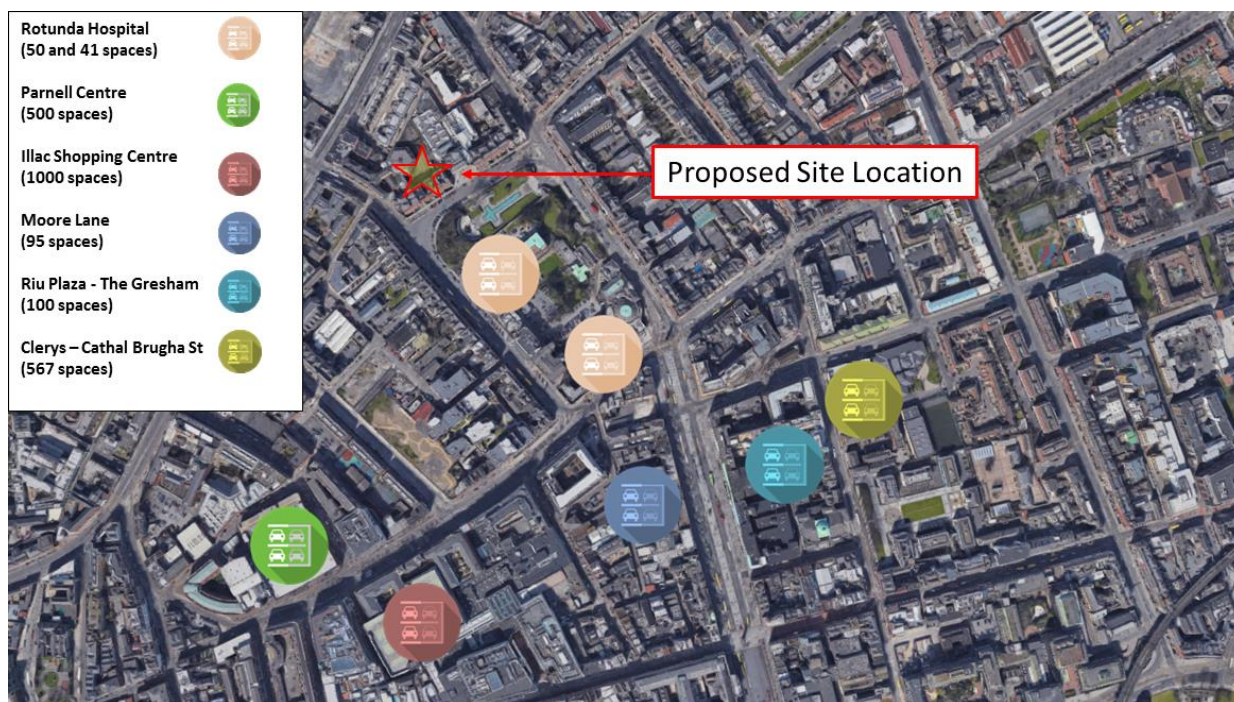 Rotunda Hospital
(50 and 41 spaces)
Parnell Centre
(500 spaces)
Illac Shopping Centre
(1000 spaces)
Moore Lane
(95 spaces)
Riu Plaza - The Gresham
(100 spaces)
Clerys – Cathal Brugha St
(567 spaces)
Proposed Site Location